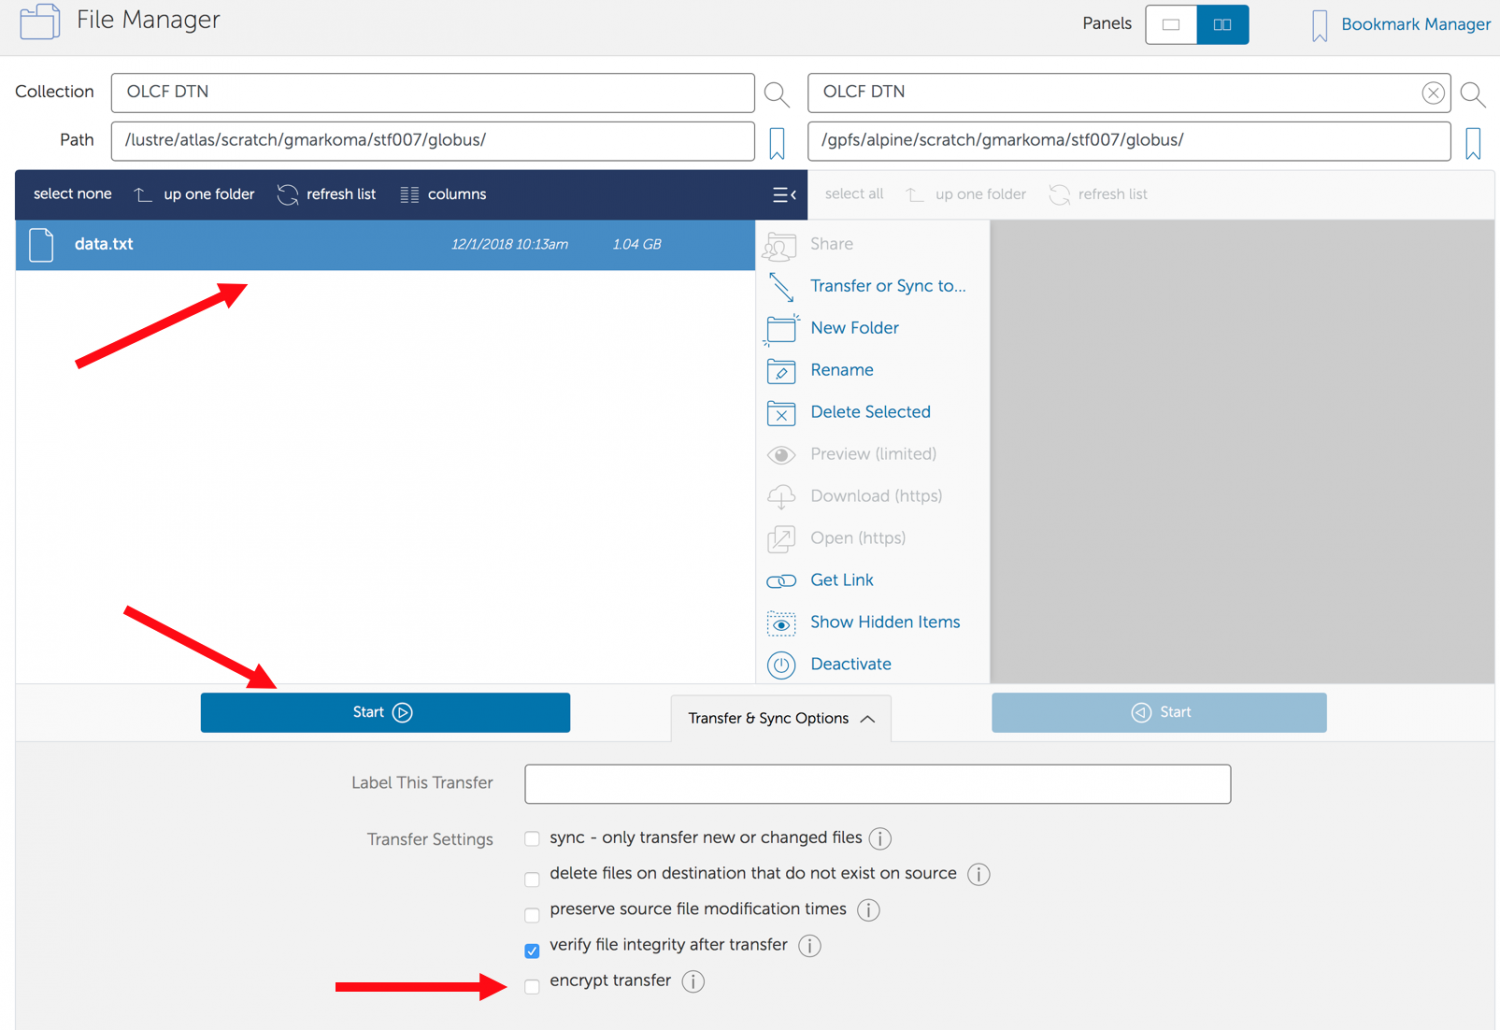 File Manager
Panels
Bookmark Manager
Collection OLCF DTN OLCF DTN
Path /lustre/atlas/scratch/gmarkoma/stf007/globus/ /gpfs/alpine/scratch/gmarkoma/stf007/globus/
select none up one folder refresh list columns select all up one folder refresh list
data.txt 12/1/2018 10:13am 1.04 GB
Share
Transfer or Sync to...
New Folder
Rename
Delete Selected
Preview (limited)
Download (https)
Open (https)
Get Link
Show Hidden Items
Deactivate
Start Transfer & Sync Options Start
Label This Transfer
Transfer Settings sync - only transfer new or changed files i
delete files on destination that do not exist on source i
preserve source file modification times i
verify file integrity after transfer i
encrypt transfer i